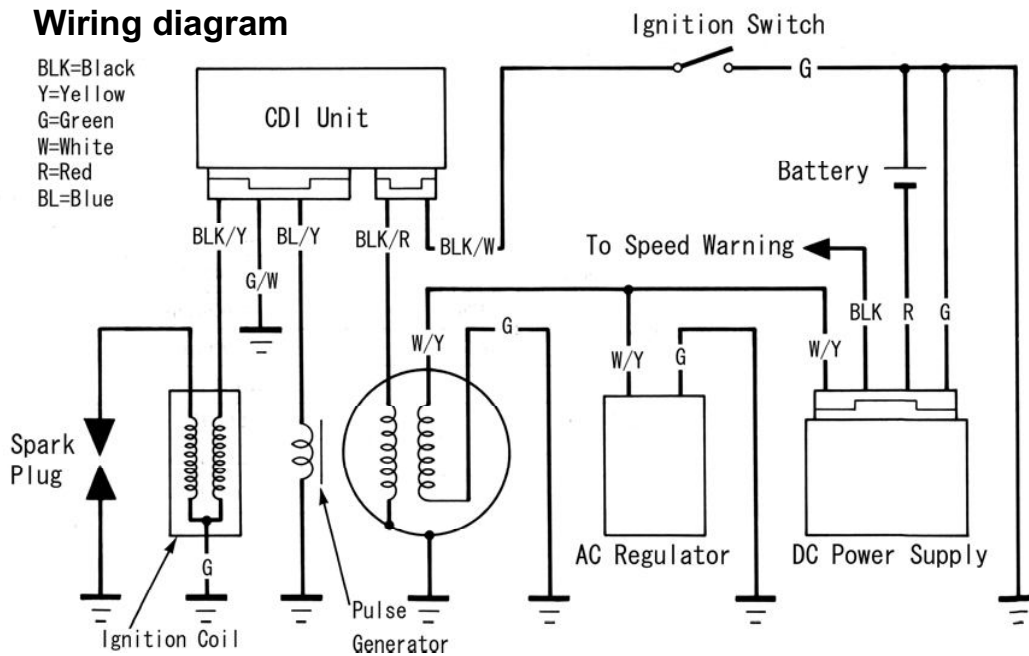 Wiring diagram
BLK=Black
Y=Yellow
G=Green
W=White
R=Red
BL=Blue
Ignition Switch
G
CDI Unit
Battery
BLK/Y
BL/Y
BLK/R
BLK/W
G/W
To Speed Warning
BLK
R
G
W/Y
G
W/Y
G
W/Y
Spark
Plug
G
AC Regulator
DC Power Supply
Ignition Coil
Pulse
Generator